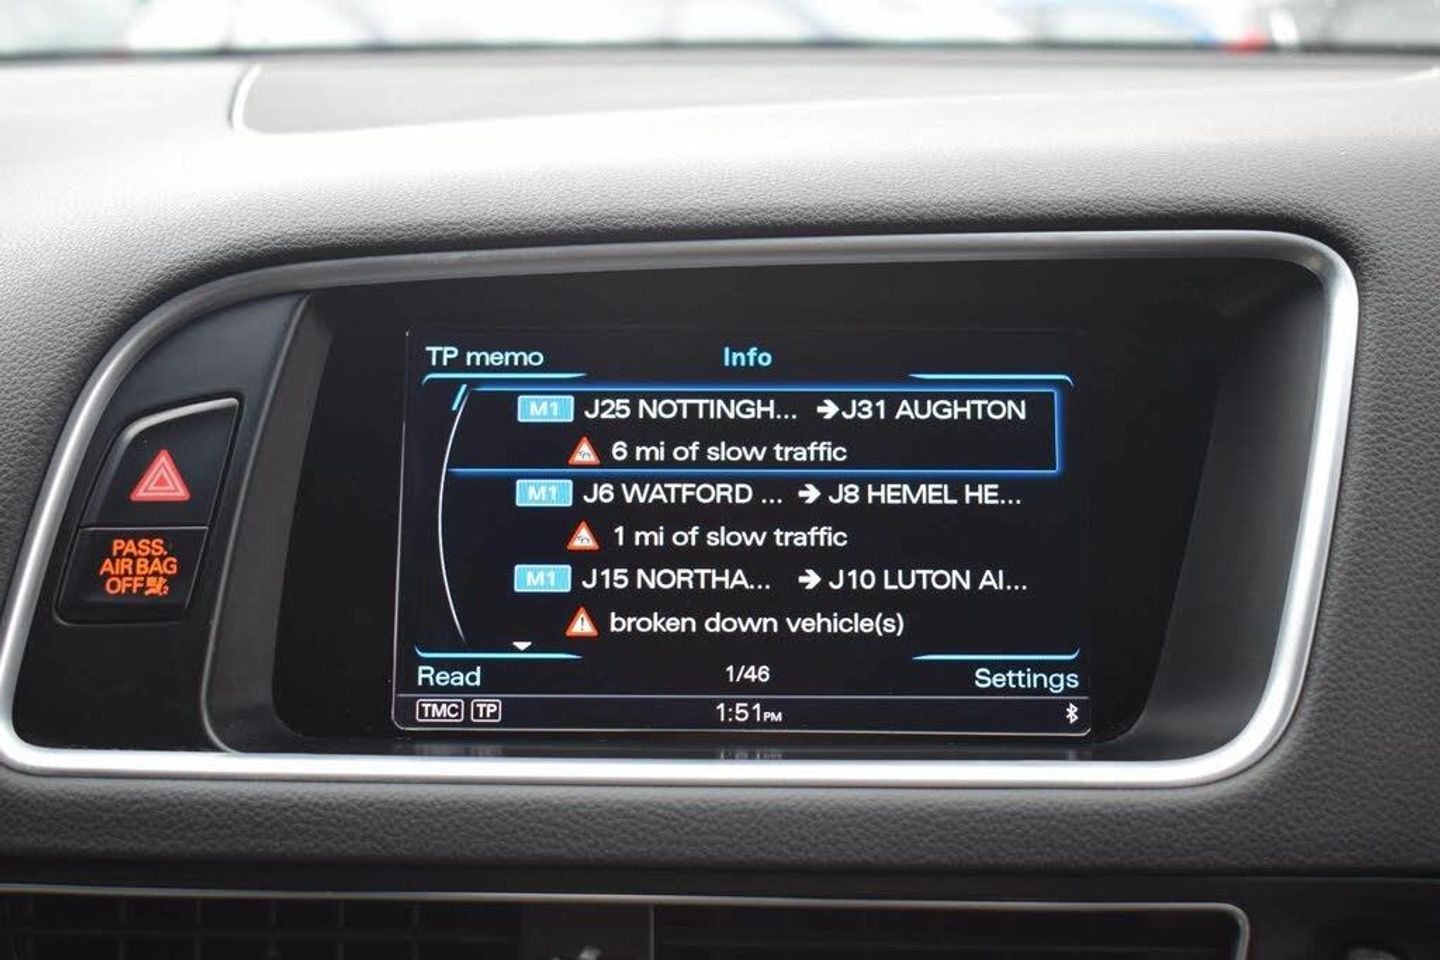 TP memo Info
M1 J25 NOTTINGH... →J31 AUGHTON
6 mi of slow traffic
M1 J6 WATFORD ... → J8 HEMEL HE...
1 mi of slow traffic
M1 J15 NORTHA... → J10 LUTON AI...
broken down vehicle(s)
Read 1/46 Settings
TMC TP 1:51PM
PASS.
AIR BAG
OFF 2